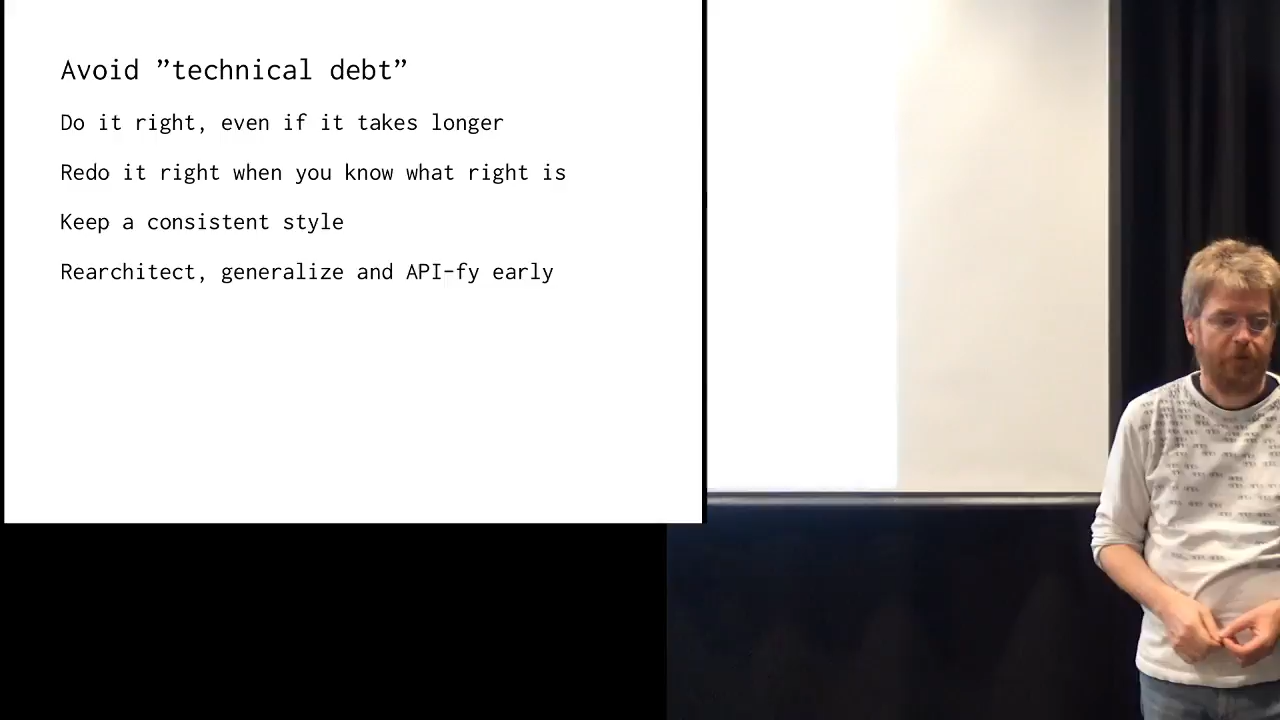 Avoid ”technical debt”
Do it right, even if it takes longer
Redo it right when you know what right is
Keep a consistent style
Rearchitect, generalize and API-fy early